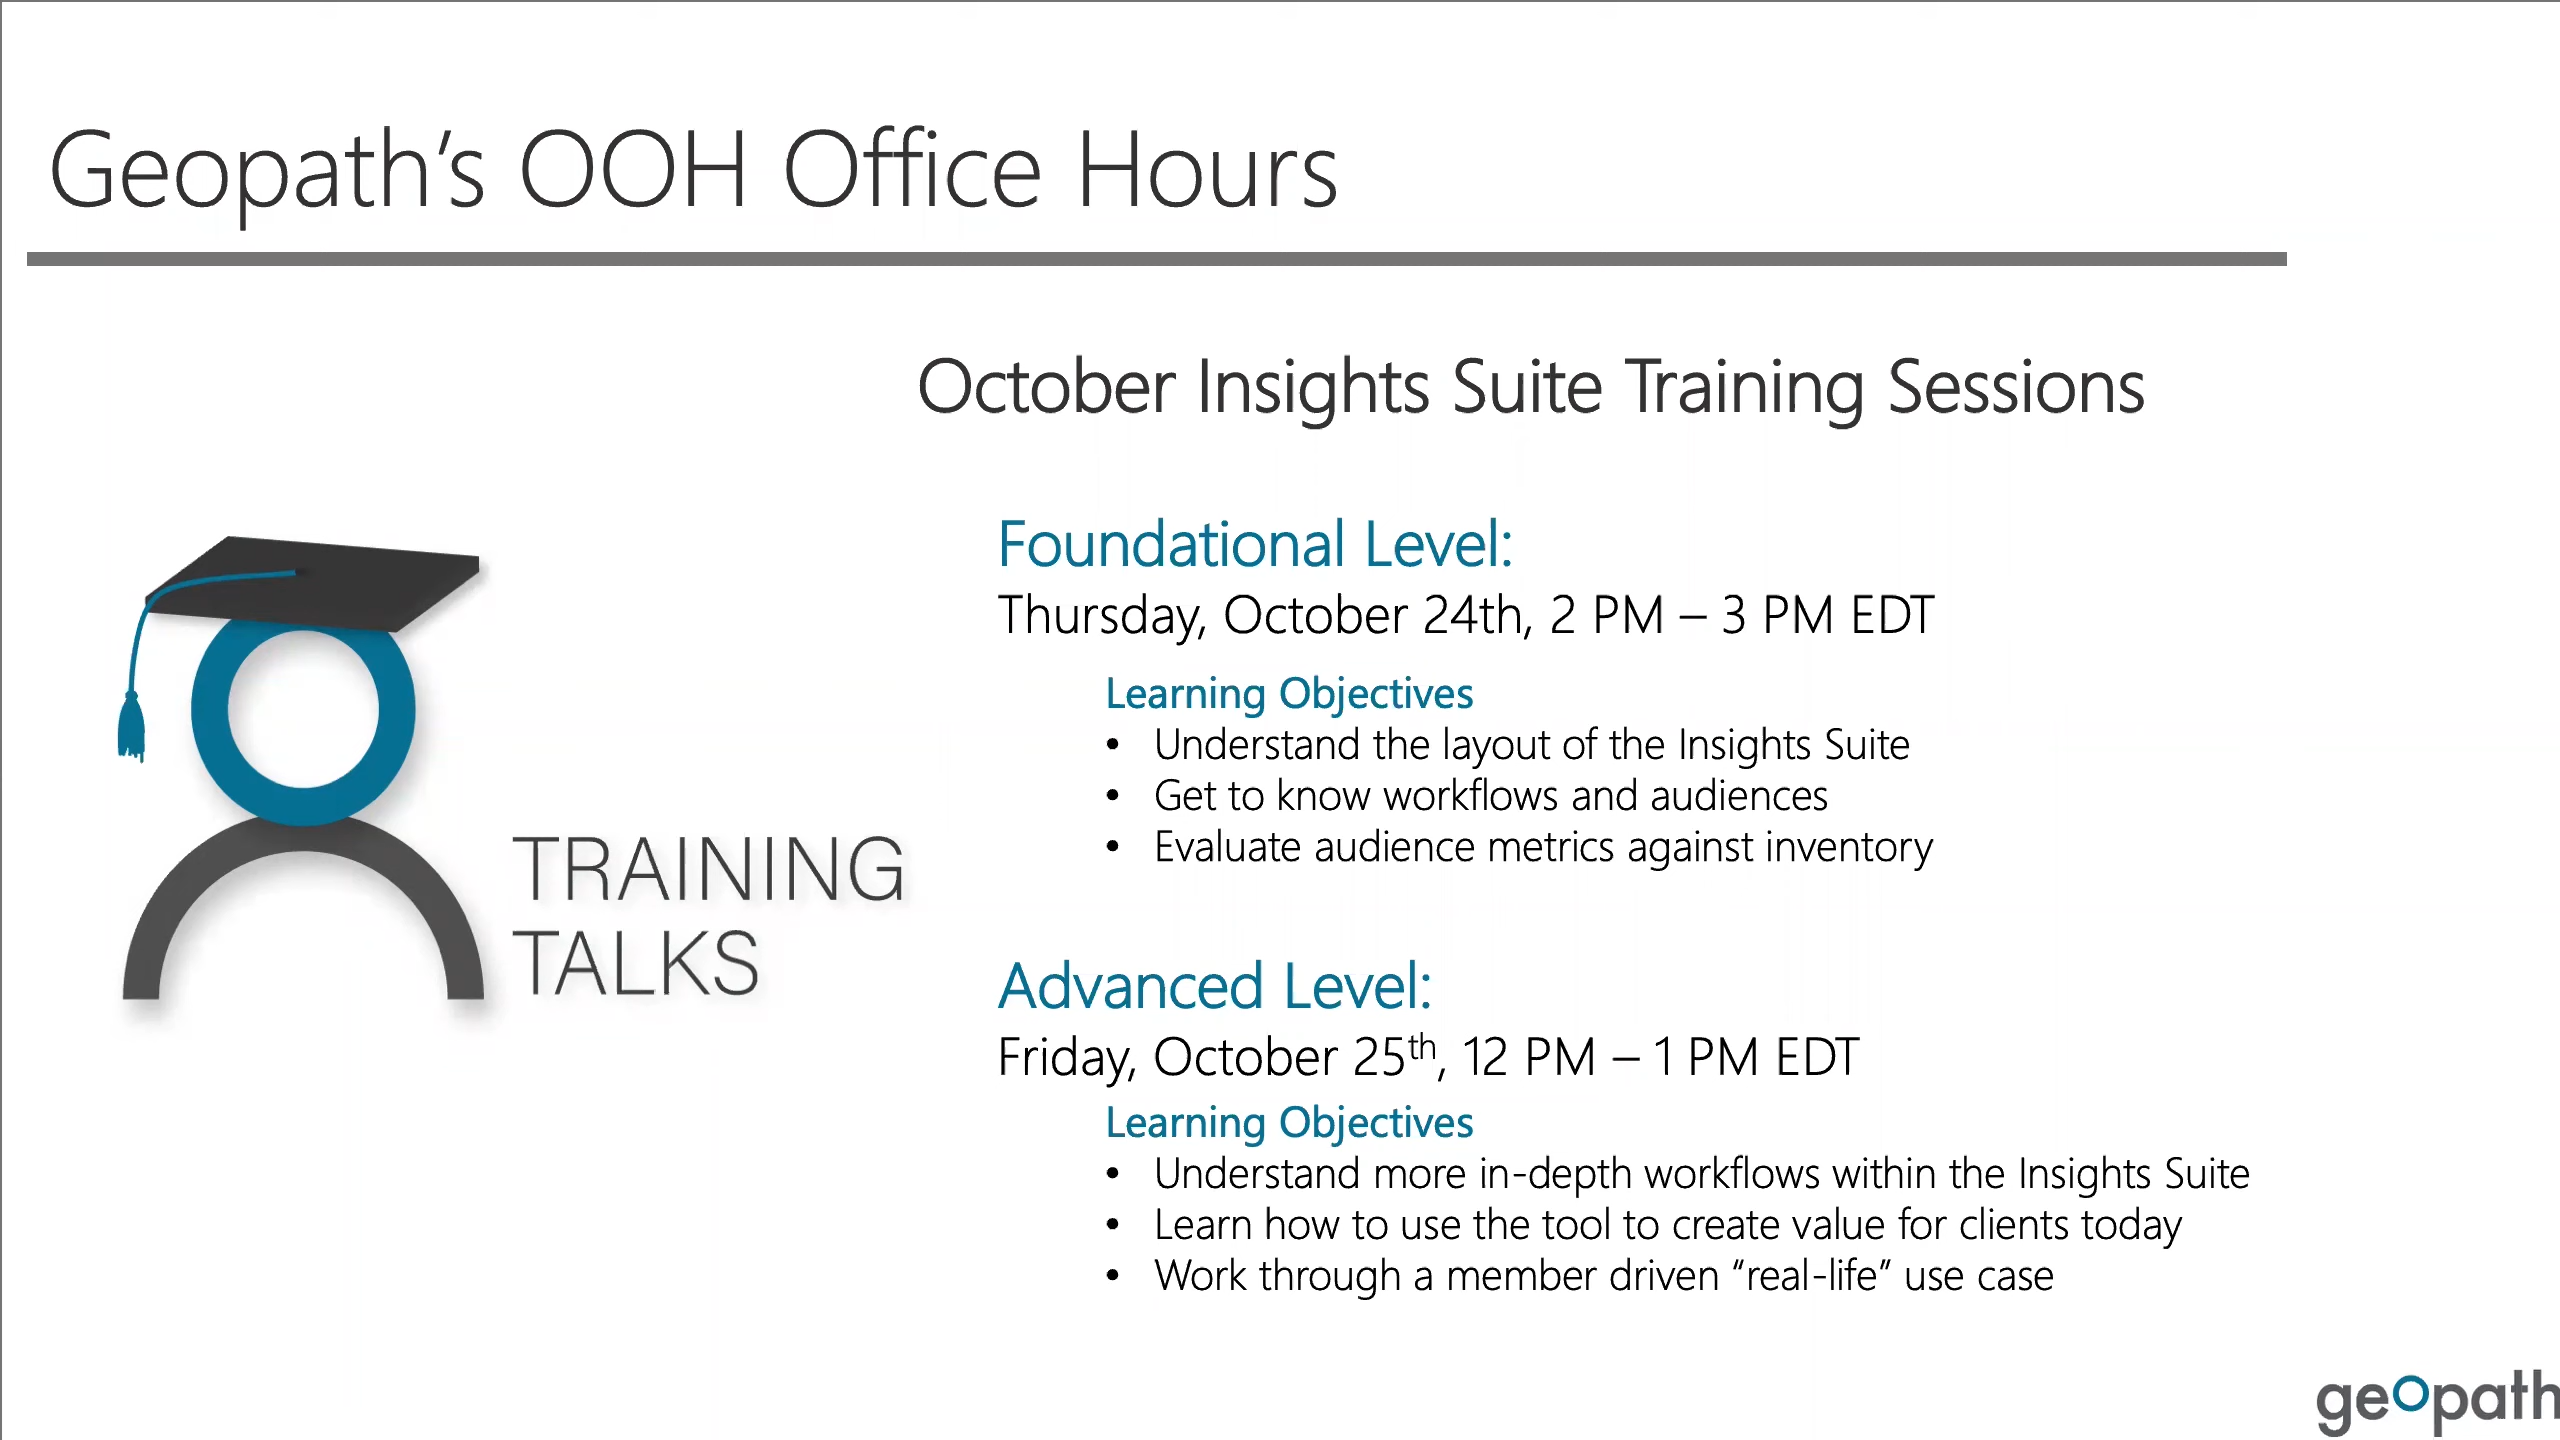 Geopath’s OOH Office Hours
October Insights Suite Training Sessions
TRAINING
TALKS
Foundational Level:
Thursday, October 24th, 2 PM – 3 PM EDT
Learning Objectives
• Understand the layout of the Insights Suite
• Get to know workflows and audiences
• Evaluate audience metrics against inventory
Advanced Level:
Friday, October 25th, 12 PM – 1 PM EDT
Learning Objectives
• Understand more in-depth workflows within the Insights Suite
• Learn how to use the tool to create value for clients today
• Work through a member driven “real-life” use case
geopath